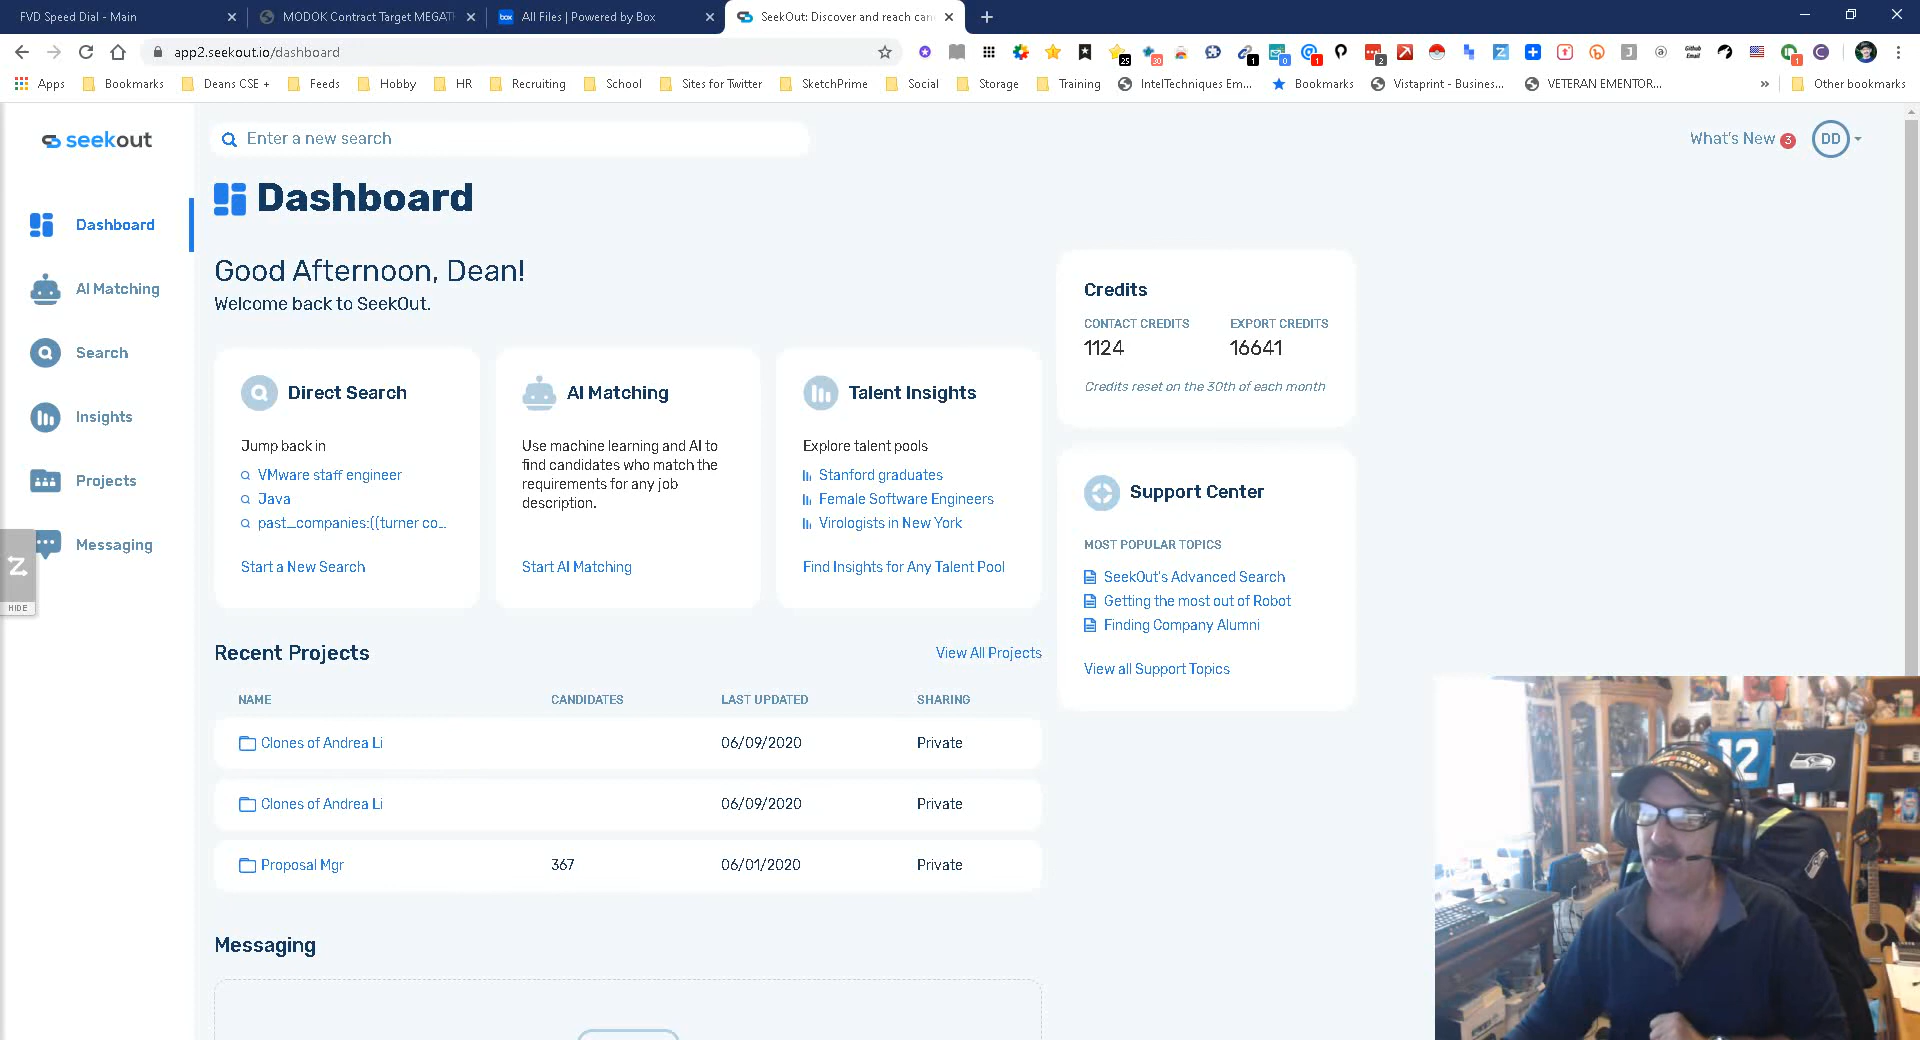 FVD Speed Dial - Main
MODOK Contract Target MEGAT
All Files | Powered by Box
SeekOut: Discover and reach can
app2.seekout.io/dashboard
Apps
Bookmarks
Deans CSE +
Feeds
Hobby
HR
Recruiting
School
Sites for Twitter
SketchPrime
Social
Storage
Training
IntelTechniques Em...
Bookmarks
Vistaprint - Busines...
VETERAN EMENTOR...
»
Other bookmarks
seekout
Enter a new search
What's New 3
DD
Dashboard
Dashboard
AI Matching
Search
Insights
Projects
Messaging
HIDE
Good Afternoon, Dean!
Welcome back to SeekOut.
Direct Search
Jump back in
VMware staff engineer
Java
past_companies:((turner co...
Start a New Search
AI Matching
Use machine learning and AI to
find candidates who match the
requirements for any job
description.
Start AI Matching
Talent Insights
Explore talent pools
Stanford graduates
Female Software Engineers
Virologists in New York
Find Insights for Any Talent Pool
Credits
CONTACT CREDITS EXPORT CREDITS
1124 16641
Credits reset on the 30th of each month
Support Center
MOST POPULAR TOPICS
SeekOut's Advanced Search
Getting the most out of Robot
Finding Company Alumni
View all Support Topics
Recent Projects
View All Projects
NAME CANDIDATES LAST UPDATED SHARING
Clones of Andrea Li 06/09/2020 Private
Clones of Andrea Li 06/09/2020 Private
Proposal Mgr 367 06/01/2020 Private
Messaging
12